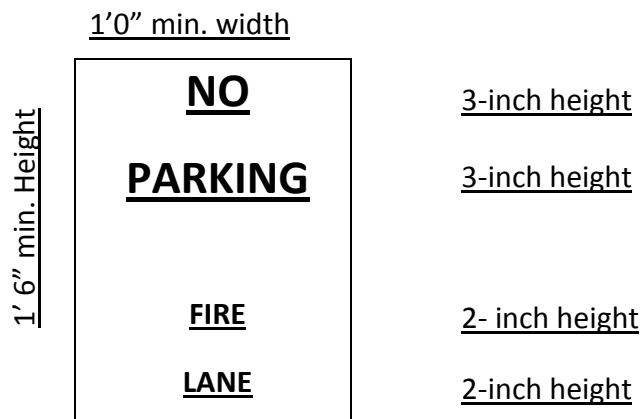 1’0” min. width
NO
3-inch height
PARKING
3-inch height
1’ 6” min. Height
FIRE
2- inch height
LANE
2-inch height